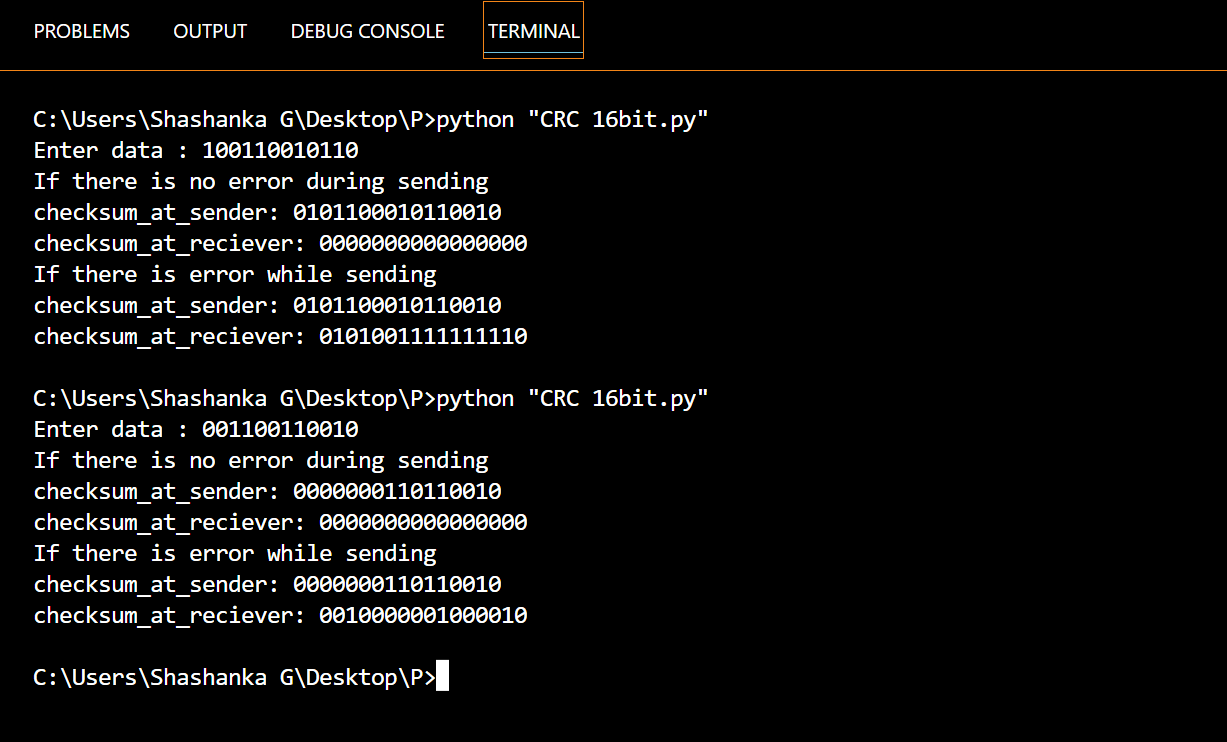 PROBLEMS OUTPUT DEBUG CONSOLE TERMINAL
C:\Users\Shashanka G\Desktop\P>python "CRC 16bit.py"
Enter data : 100110010110
If there is no error during sending
checksum_at_sender: 0101100010110010
checksum_at_reciever: 0000000000000000
If there is error while sending
checksum_at_sender: 0101100010110010
checksum_at_reciever: 0101001111111110
C:\Users\Shashanka G\Desktop\P>python "CRC 16bit.py"
Enter data : 001100110010
If there is no error during sending
checksum_at_sender: 0000000110110010
checksum_at_reciever: 0000000000000000
If there is error while sending
checksum_at_sender: 0000000110110010
checksum_at_reciever: 0010000001000010
C:\Users\Shashanka G\Desktop\P>